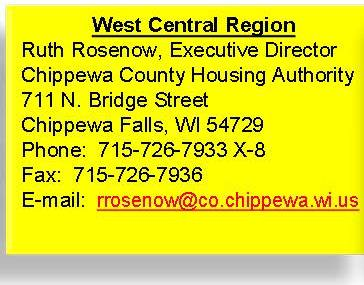 West Central Region
Ruth Rosenow, Executive Director
Chippewa County Housing Authority
711 N. Bridge Street
Chippewa Falls, WI 54729
Phone:  715-726-7933 X-8
Fax:  715-726-7936
E-mail:  rrosenow@co.chippewa.wi.us